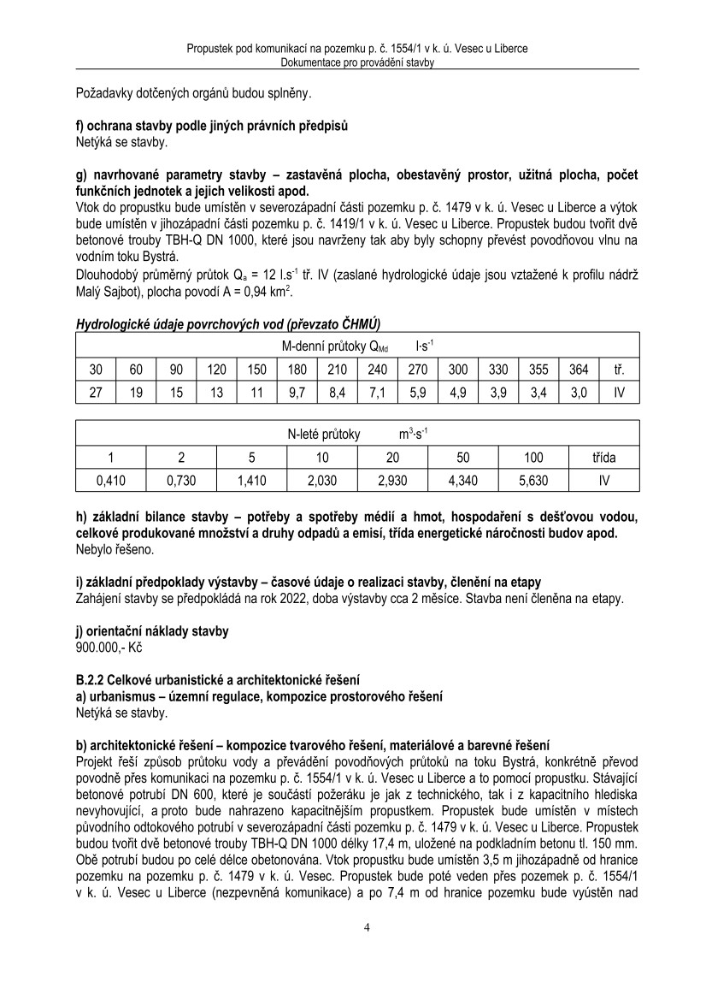 Propustek pod komunikací na pozemku p. č. 1554/1 v k. ú. Vesec u Liberce
Dokumentace pro provádění stavby
Požadavky dotčených orgánů budou splněny.
f) ochrana stavby podle jiných právních předpisů
Netýká se stavby.
g) navrhované parametry stavby – zastavěná plocha, obestavěný prostor, užitná plocha, počet
funkčních jednotek a jejich velikosti apod.
Vtok do propustku bude umístěn v severozápadní části pozemku p. č. 1479 v k. ú. Vesec u Liberce a výtok
bude umístěn v jihozápadní části pozemku p. č. 1419/1 v k. ú. Vesec u Liberce. Propustek budou tvořit dvě
betonové trouby TBH-Q DN 1000, které jsou navrženy tak aby byly schopny převést povodňovou vlnu na
vodním toku Bystrá.
Dlouhodobý průměrný průtok Qa = 12 l.s-1 tř. IV (zaslané hydrologické údaje jsou vztažené k profilu nádrž
Malý Sajbot), plocha povodí A = 0,94 km2.
Hydrologické údaje povrchových vod (převzato ČHMÚ)
M-denní průtoky QMd l·s-1
30 60 90 120 150 180 210 240 270 300 330 355 364 tř.
27 19 15 13 11 9,7 8,4 7,1 5,9 4,9 3,9 3,4 3,0 IV
N-leté průtoky m3·s-1
1 2 5 10 20 50 100 třída
0,410 0,730 1,410 2,030 2,930 4,340 5,630 IV
h) základní bilance stavby – potřeby a spotřeby médií a hmot, hospodaření s dešťovou vodou,
celkové produkované množství a druhy odpadů a emisí, třída energetické náročnosti budov apod.
Nebylo řešeno.
i) základní předpoklady výstavby – časové údaje o realizaci stavby, členění na etapy
Zahájení stavby se předpokládá na rok 2022, doba výstavby cca 2 měsíce. Stavba není členěna na etapy.
j) orientační náklady stavby
900.000,- Kč
B.2.2 Celkové urbanistické a architektonické řešení
a) urbanismus – územní regulace, kompozice prostorového řešení
Netýká se stavby.
b) architektonické řešení – kompozice tvarového řešení, materiálové a barevné řešení
Projekt řeší způsob průtoku vody a převádění povodňových průtoků na toku Bystrá, konkrétně převod
povodně přes komunikaci na pozemku p. č. 1554/1 v k. ú. Vesec u Liberce a to pomocí propustku. Stávající
betonové potrubí DN 600, které je součástí požeráku je jak z technického, tak i z kapacitního hlediska
nevyhovující, a proto bude nahrazeno kapacitnějším propustkem. Propustek bude umístěn v místech
původního odtokového potrubí v severozápadní části pozemku p. č. 1479 v k. ú. Vesec u Liberce. Propustek
budou tvořit dvě betonové trouby TBH-Q DN 1000 délky 17,4 m, uložené na podkladním betonu tl. 150 mm.
Obě potrubí budou po celé délce obetonována. Vtok propustku bude umístěn 3,5 m jihozápadně od hranice
pozemku na pozemku p. č. 1479 v k. ú. Vesec. Propustek bude poté veden přes pozemek p. č. 1554/1
v k. ú. Vesec u Liberce (nezpevněná komunikace) a po 7,4 m od hranice pozemku bude vyústěn nad
4